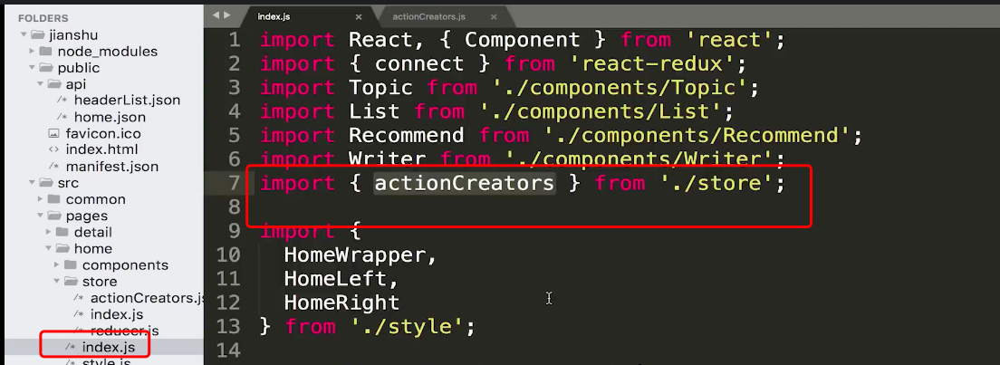 FOLDERS
jianshu
node_modules
public
api
/* headerList.json
/* home.json
favicon.ico
<> index.html
/* manifest.json
src
common
pages
detail
home
components
store
/* actionCreators.js
/* index.js
/* reducer.js
/* index.js
/* style.js
index.js ×
actionCreators.js ×
1 import React, { Component } from 'react';
2 import { connect } from 'react-redux';
3 import Topic from './components/Topic';
4 import List from './components/List';
5 import Recommend from './components/Recommend';
6 import Writer from './components/Writer';
7 import { actionCreators } from './store';
8
9 import {
10 HomeWrapper,
11 HomeLeft,
12 HomeRight
13 } from './style';
14